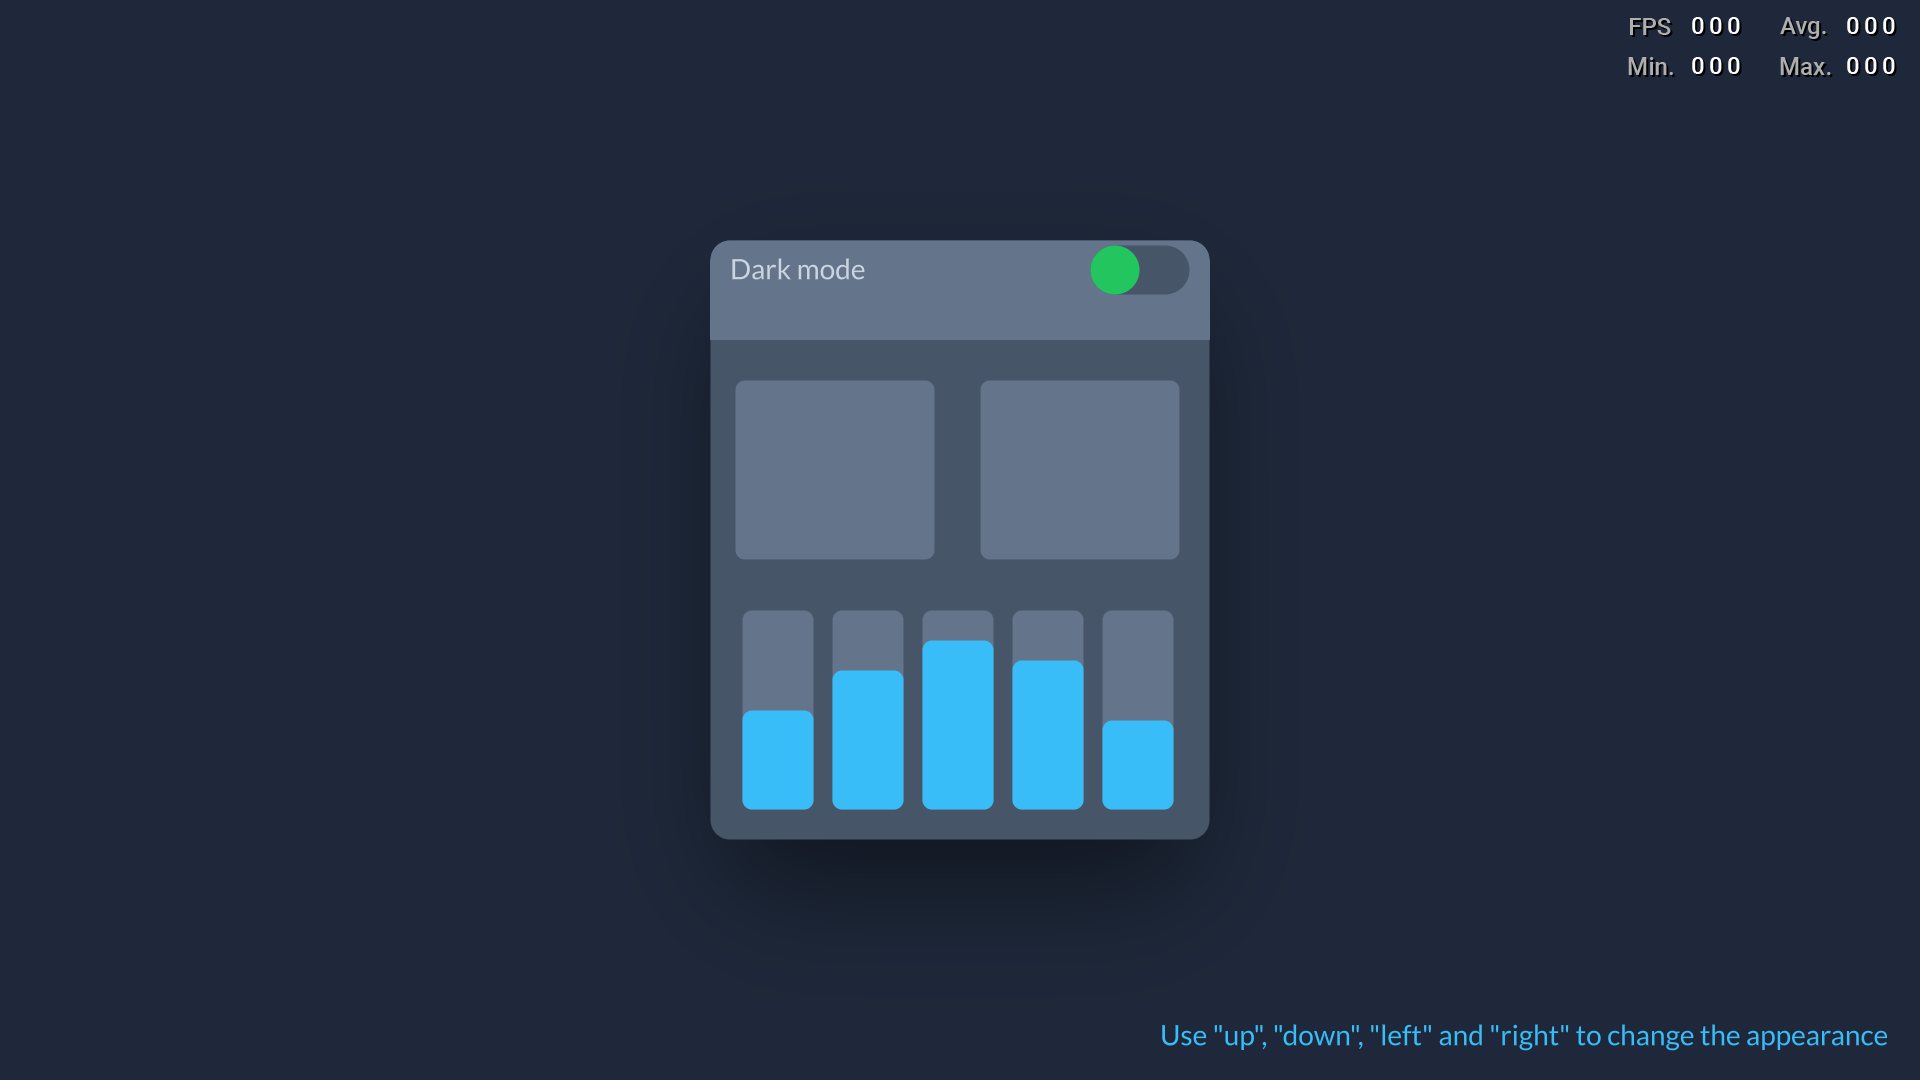 FPS 000 Avg. 000
Min. 000 Max. 000
Dark mode
Use "up", "down", "left" and "right" to change the appearance